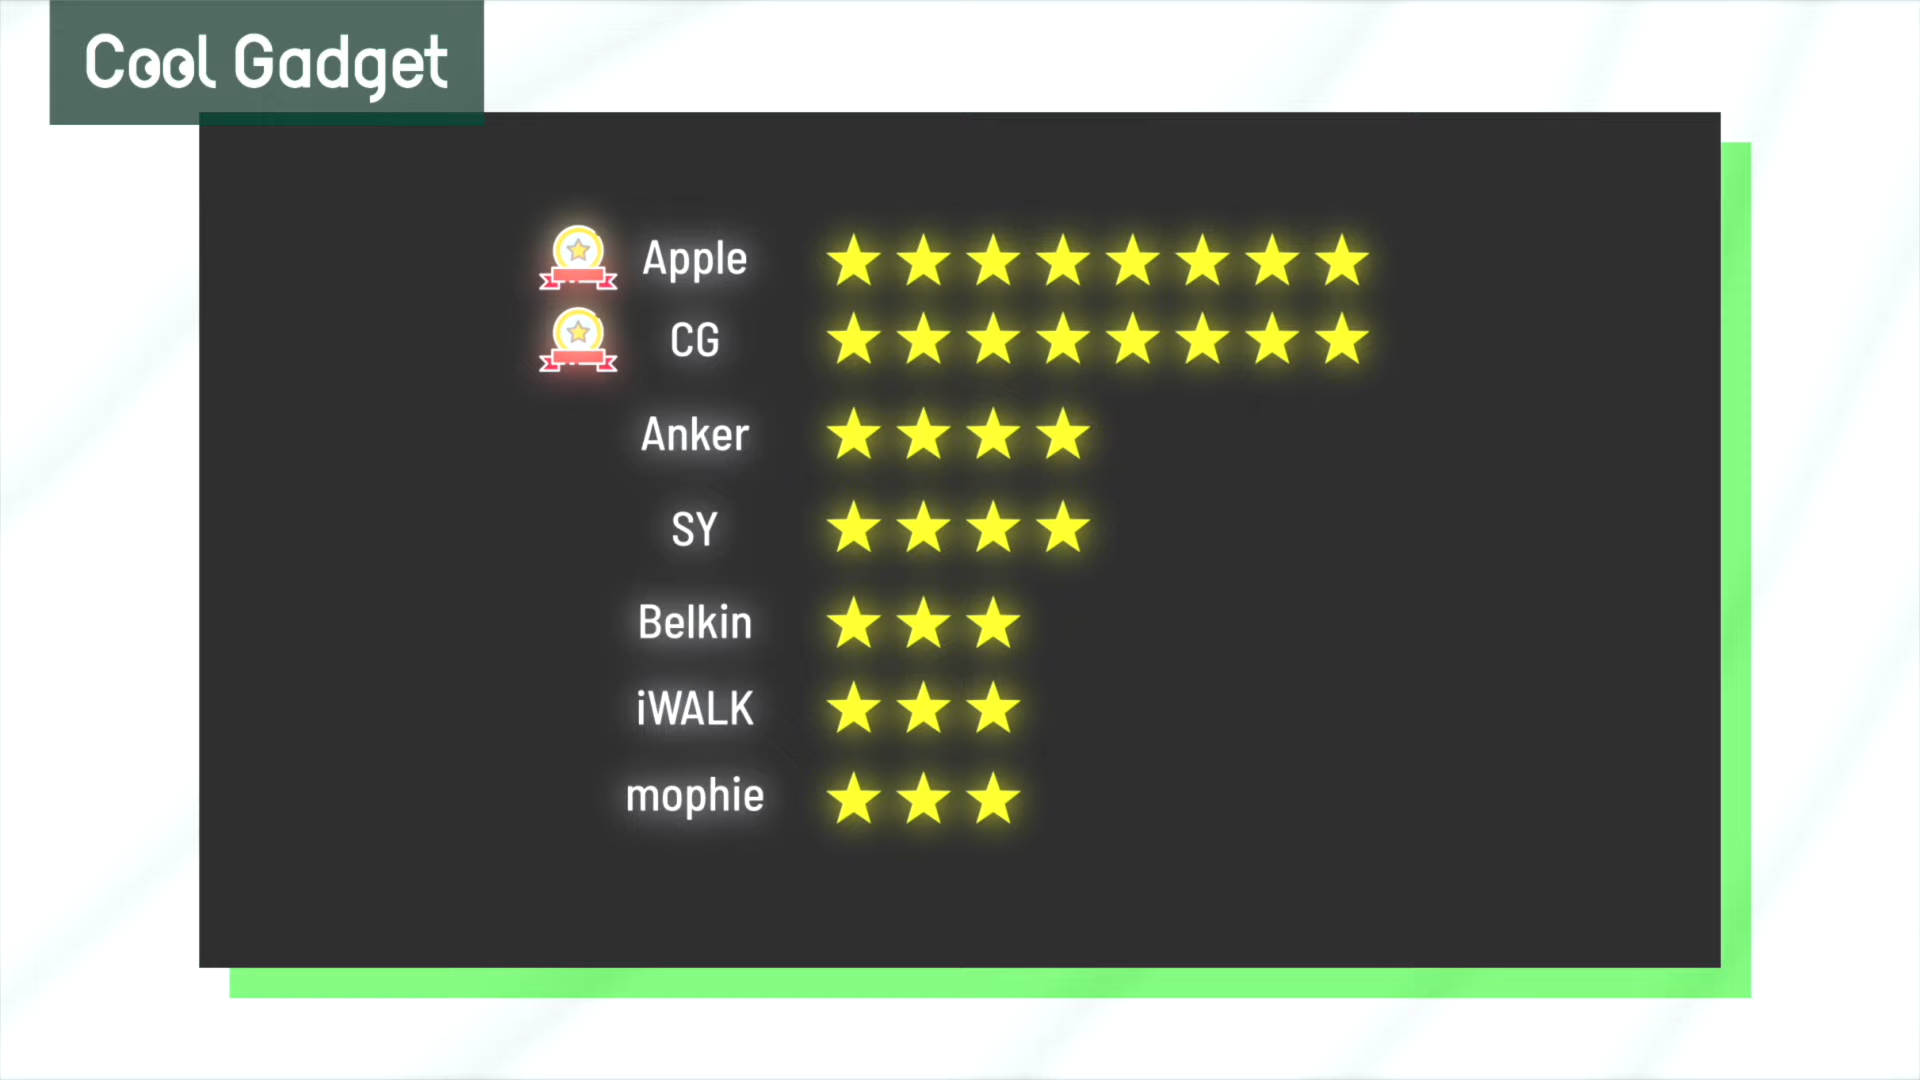 Cool Gadget
Apple
CG
Anker
SY
Belkin
iWALK
mophie